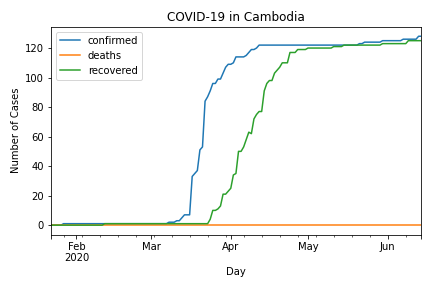 COVID-19 in Cambodia
confirmed
deaths
recovered
Number of Cases
120
100
80
60
40
20
0
Feb
2020
Mar
Apr
May
Jun
Day